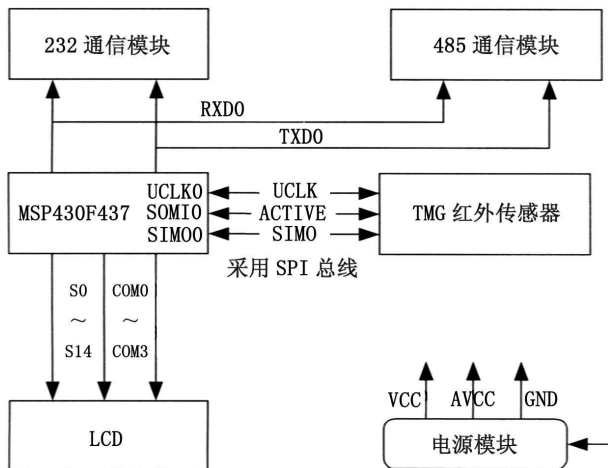 232 通信模块
485 通信模块
RXD0
TXD0
MSP430F437
UCLK0
SOMI0
SIMO0
UCLK
ACTIVE
SIMO
TMG 红外传感器
采用 SPI 总线
S0
～
S14
COM0
～
COM3
LCD
VCC
AVCC
GND
电源模块